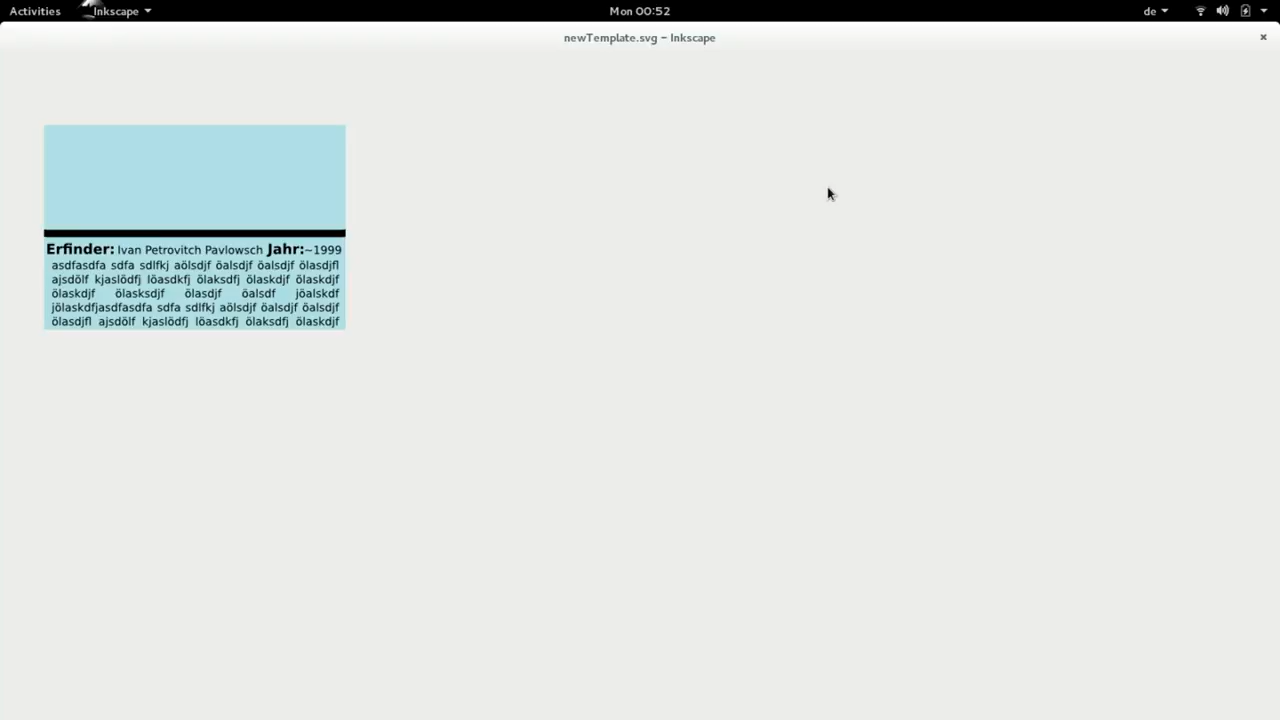 Activities Inkscape Mon 00:52 de
newTemplate.svg – Inkscape ×
Erfinder: Ivan Petrovitch Pavlowsch Jahr:~1999
asdfasdfa sdfa sdlfkj aölsdjf öalsdjf öalsdjf ölasdjfl
ajsdölf kjaslödfj löasdkfj ölaksdfj ölaskdjf ölaskdjf
ölaskdjf ölasksdjf ölasdjf öalsdf jöalskdf
jölaskdfjasdfasdfa sdfa sdlfkj aölsdjf öalsdjf öalsdjf
ölasdjfl ajsdölf kjaslödfj löasdkfj ölaksdfj ölaskdjf